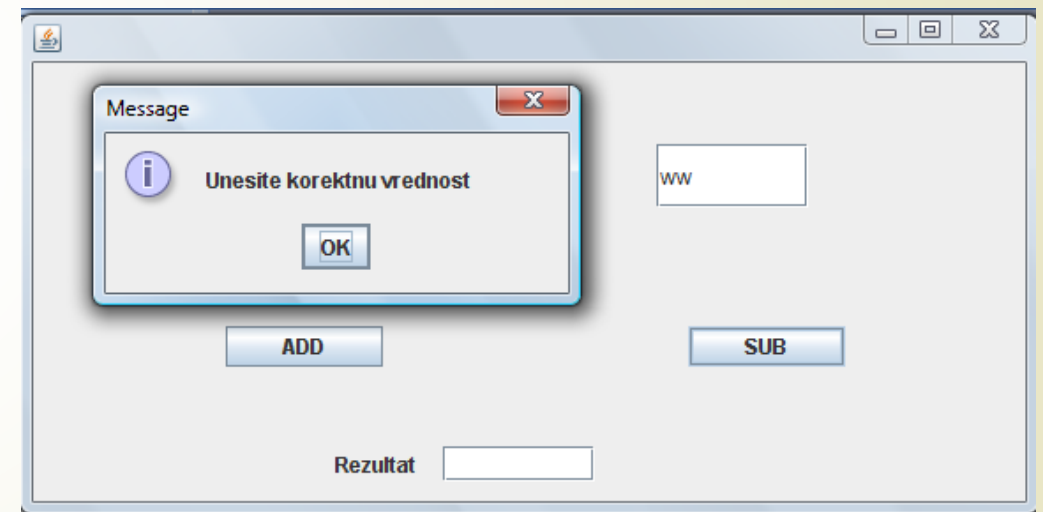 Message
Unesite korektnu vrednost
OK
ww
ADD
SUB
Rezultat